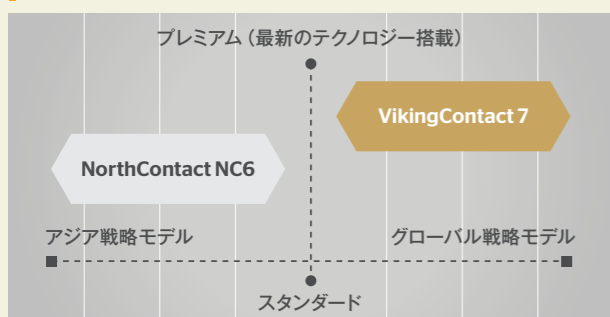 プレミアム（最新のテクノロジー搭載）
VikingContact 7
NorthContact NC6
アジア戦略モデル
グローバル戦略モデル
スタンダード